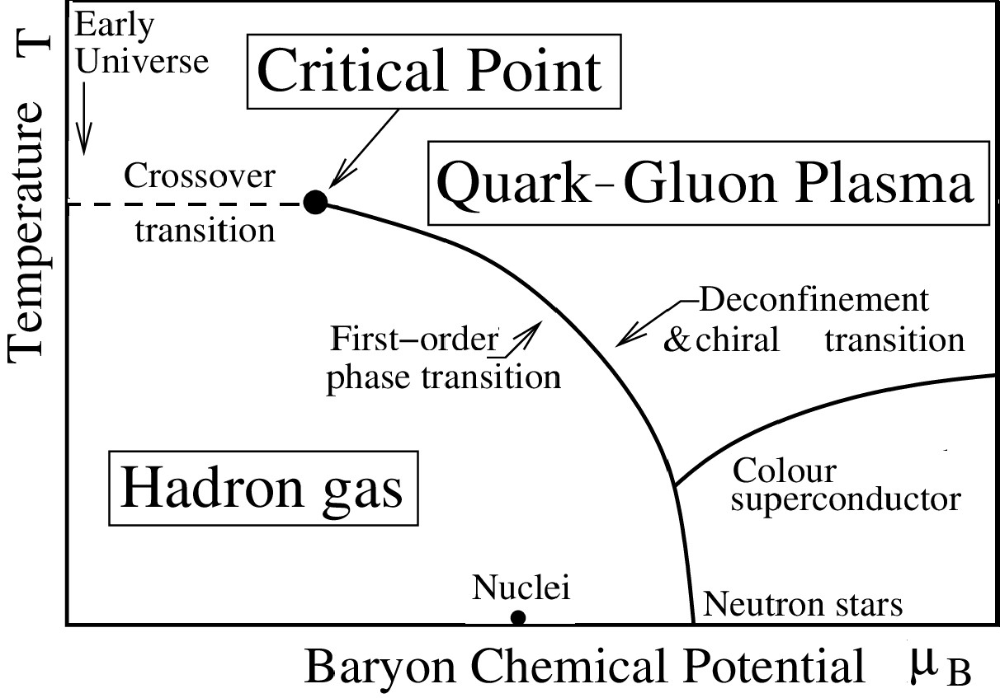 Early
Universe
Critical Point
Temperature T
Crossover
transition
Quark-Gluon Plasma
Deconfinement
& chiral transition
First-order
phase transition
Colour
superconductor
Hadron gas
Nuclei
Neutron stars
Baryon Chemical Potential μB